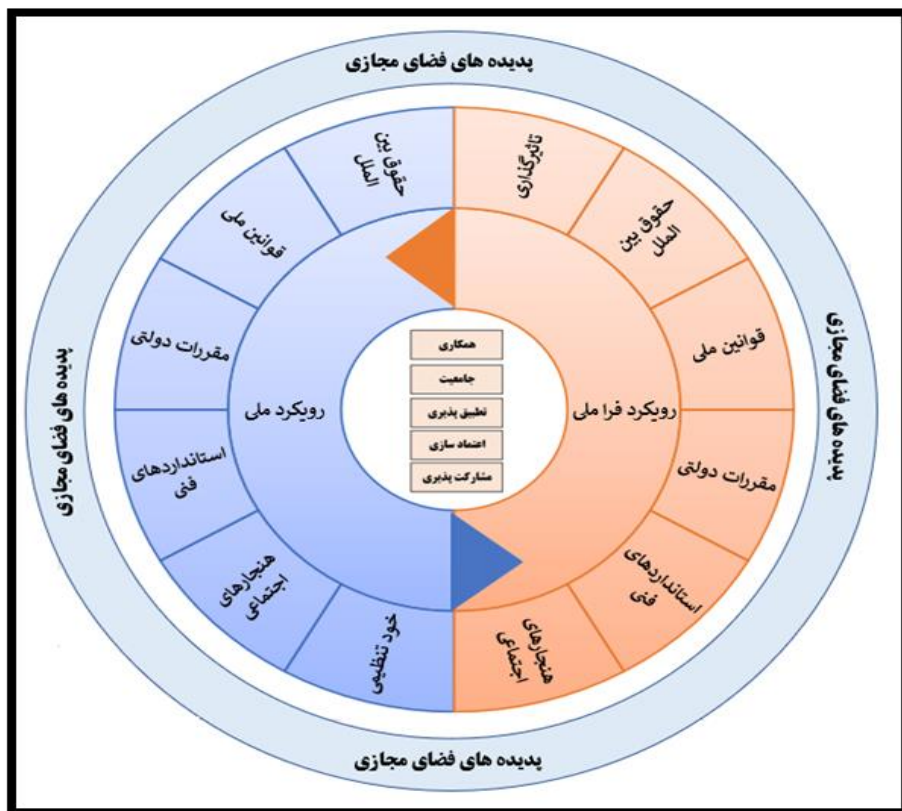 پدیده های فضای مجازی
تاثیرگذاری
حقوق بین
الملل
قوانین ملی
مقررات دولتی
استانداردهای
فنی
هنجارهای
اجتماعی
رویکرد فرا ملی
پدیده های فضای مجازی
حقوق بین
الملل
قوانین ملی
مقررات دولتی
استانداردهای
فنی
هنجارهای
اجتماعی
خود تنظیمی
رویکرد ملی
پدیده های فضای مجازی
همکاری
جامعیت
تطبیق پذیری
اعتماد سازی
مشارکت پذیری
پدیده های فضای مجازی